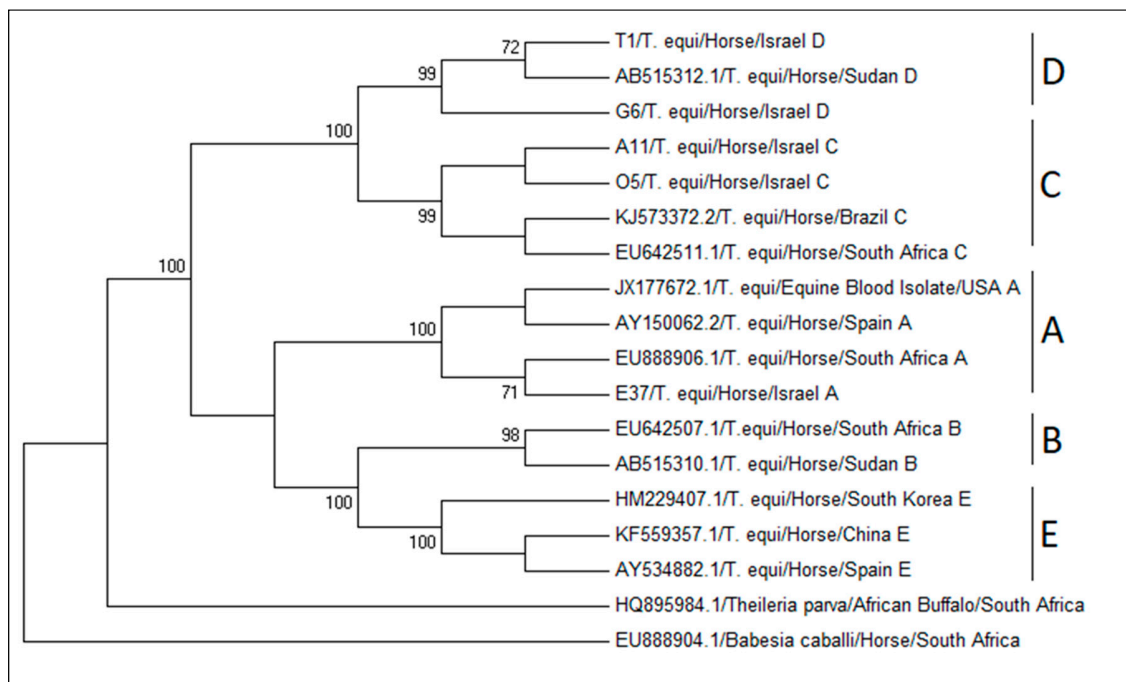 T1/T. equi/Horse/Israel D
72
AB515312.1/T. equi/Horse/Sudan D
99
D
G6/T. equi/Horse/Israel D
100
A11/T. equi/Horse/Israel C
O5/T. equi/Horse/Israel C
C
99
KJ573372.2/T. equi/Horse/Brazil C
EU642511.1/T. equi/Horse/South Africa C
100
JX177672.1/T. equi/Equine Blood Isolate/USA A
AY150062.2/T. equi/Horse/Spain A
100
A
EU888906.1/T. equi/Horse/South Africa A
71
E37/T. equi/Horse/Israel A
EU642507.1/T.equi/Horse/South Africa B
98
B
AB515310.1/T. equi/Horse/Sudan B
100
HM229407.1/T. equi/Horse/South Korea E
KF559357.1/T. equi/Horse/China E
100
E
AY534882.1/T. equi/Horse/Spain E
HQ895984.1/Theileria parva/African Buffalo/South Africa
EU888904.1/Babesia caballi/Horse/South Africa